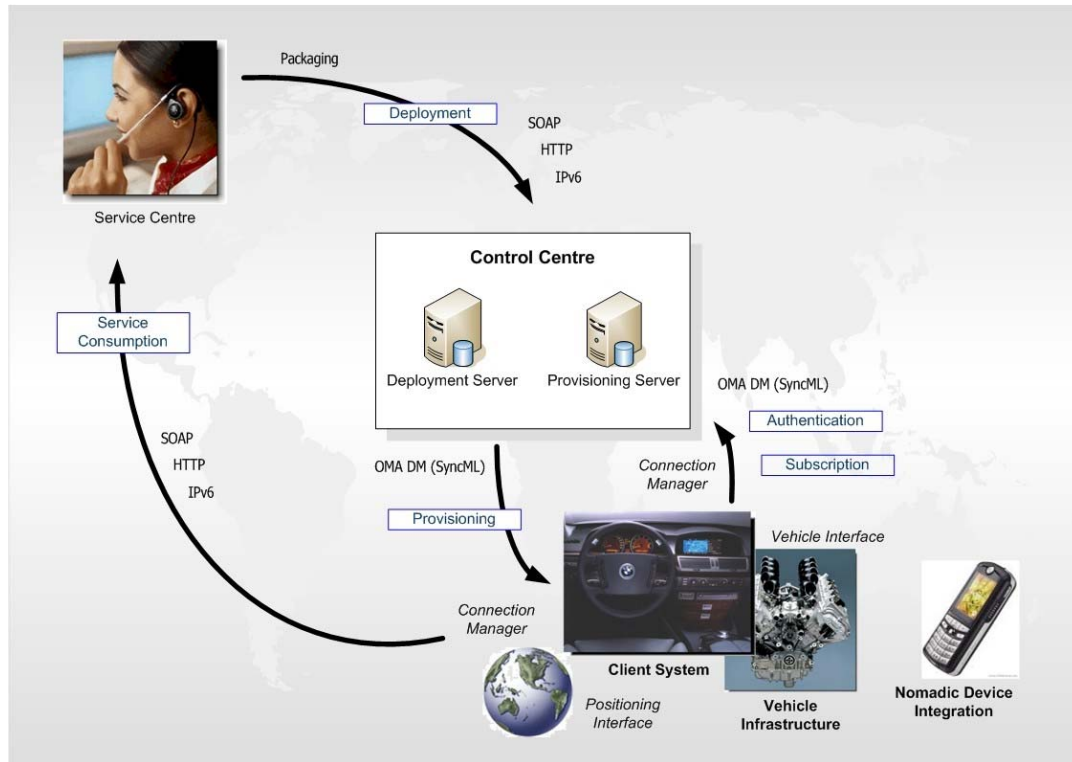 Packaging
Deployment
SOAP
HTTP
IPv6
Service Centre
Control Centre
Deployment Server
Provisioning Server
Service
Consumption
SOAP
HTTP
IPv6
OMA DM (SyncML)
Provisioning
OMA DM (SyncML)
Authentication
Subscription
Connection
Manager
Vehicle Interface
Connection
Manager
Client System
Positioning
Interface
Vehicle
Infrastructure
Nomadic Device
Integration